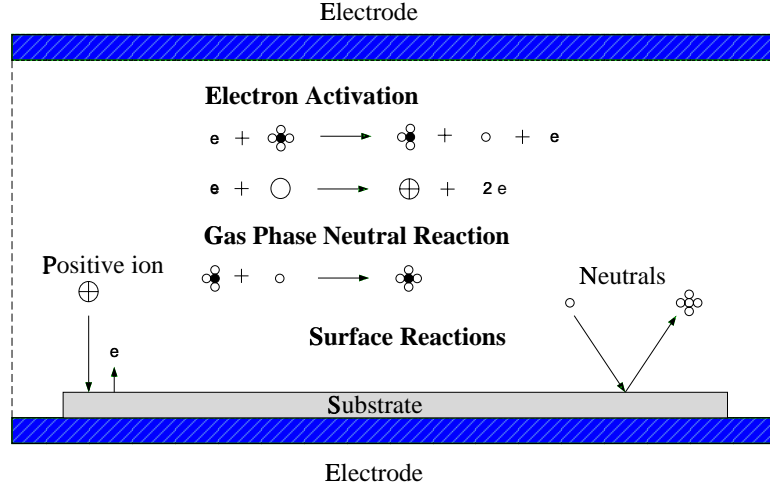 Electrode
Electron Activation
e + → + + e
e + → + 2 e
Gas Phase Neutral Reaction
Positive ion
+ →
Neutrals
Surface Reactions
e
Substrate
Electrode